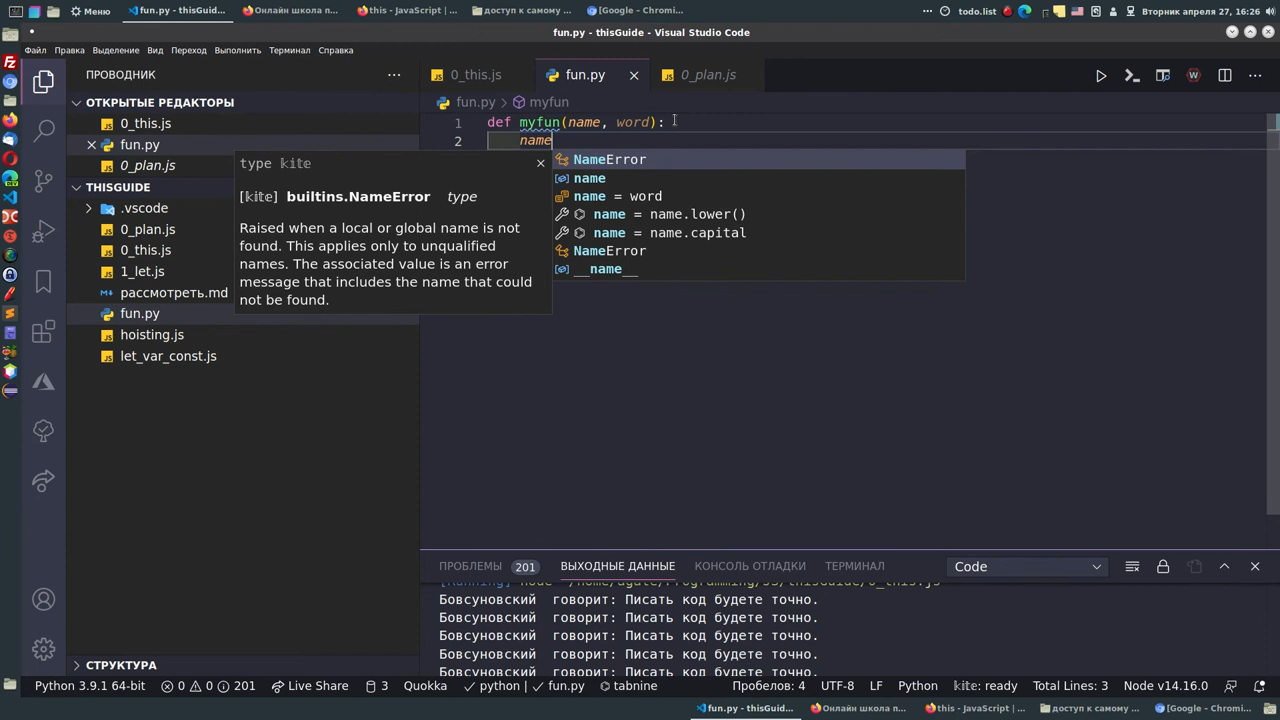 Меню
fun.py - thisGuid...
Онлайн школа п...
this - JavaScript | ...
доступ к самому ...
[Google – Chromi...
todo.list
Вторник апреля 27, 16:26
fun.py - thisGuide - Visual Studio Code
Файл Правка Выделение Вид Переход Выполнить Терминал Справка
ПРОВОДНИК
0_this.js
fun.py
0_plan.js
ОТКРЫТЫЕ РЕДАКТОРЫ
0_this.js
fun.py
0_plan.js
THISGUIDE
.vscode
0_plan.js
0_this.js
1_let.js
рассмотреть.md
fun.py
hoisting.js
let_var_const.js
СТРУКТУРА
fun.py > myfun
1 def myfun(name, word):
2 name
type kite
[kite] builtins.NameError type
Raised when a local or global name is not
found. This applies only to unqualified
names. The associated value is an error
message that includes the name that could
not be found.
NameError
name
name = word
name = name.lower()
name = name.capital
NameError
__name__
ПРОБЛЕМЫ 201 ВЫХОДНЫЕ ДАННЫЕ КОНСОЛЬ ОТЛАДКИ ТЕРМИНАЛ Code
Бовсуновский говорит: Писать код будете точно.
Бовсуновский говорит: Писать код будете точно.
Бовсуновский говорит: Писать код будете точно.
Бовсуновский говорит: Писать код будете точно.
Бовсуновский говорит: Писать код будете точно.
Python 3.9.1 64-bit 0 0 201 Live Share 3 Quokka python | fun.py tabnine Пробелов: 4 UTF-8 LF Python kite: ready Total Lines: 3 Node v14.16.0
fun.py - thisGuid...
Онлайн школа п...
this - JavaScript | ...
доступ к самому ...
[Google – Chromi...